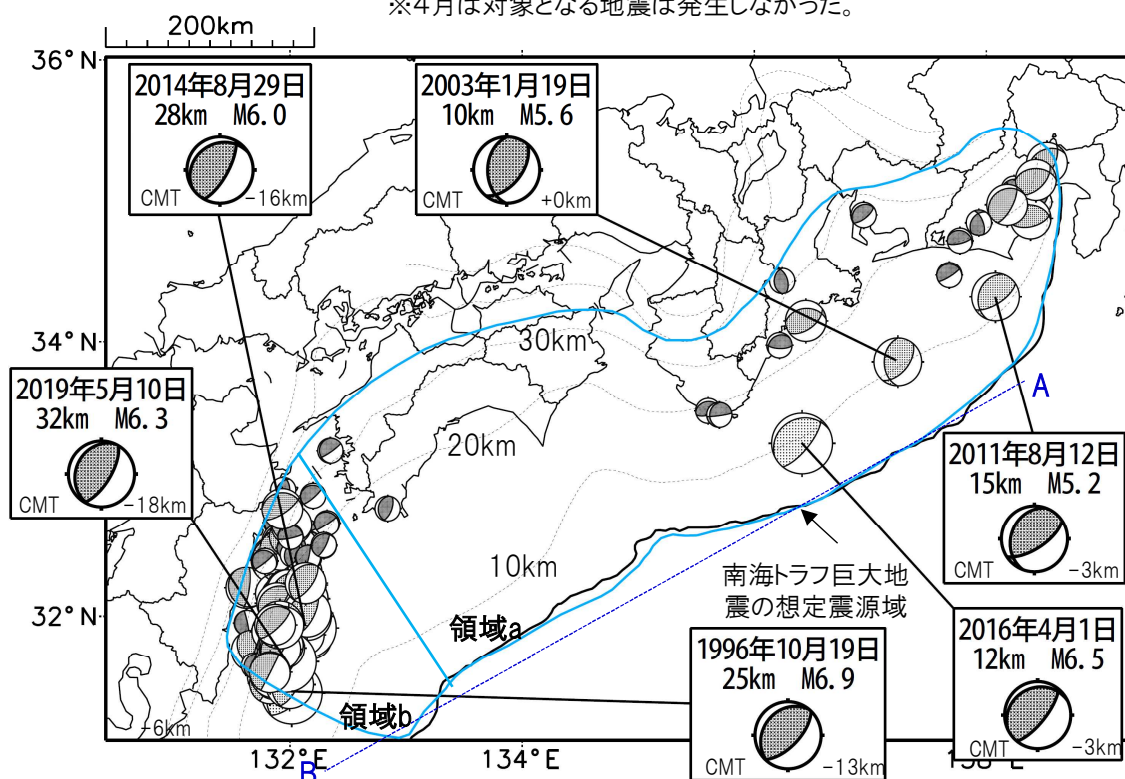 ※４月は対象となる地震は発生しなかった。
200km
36°N
2014年8月29日
28km M6.0
CMT -16km
2003年1月19日
10km M5.6
CMT +0km
34°N
30km
2019年5月10日
32km M6.3
CMT -18km
20km
A
2011年8月12日
15km M5.2
CMT -3km
10km
南海トラフ巨大地
震の想定震源域
32°N
領域a
2016年4月1日
12km M6.5
CMT -3km
1996年10月19日
25km M6.9
CMT -13km
領域b
-6km
132°E
134°E
B